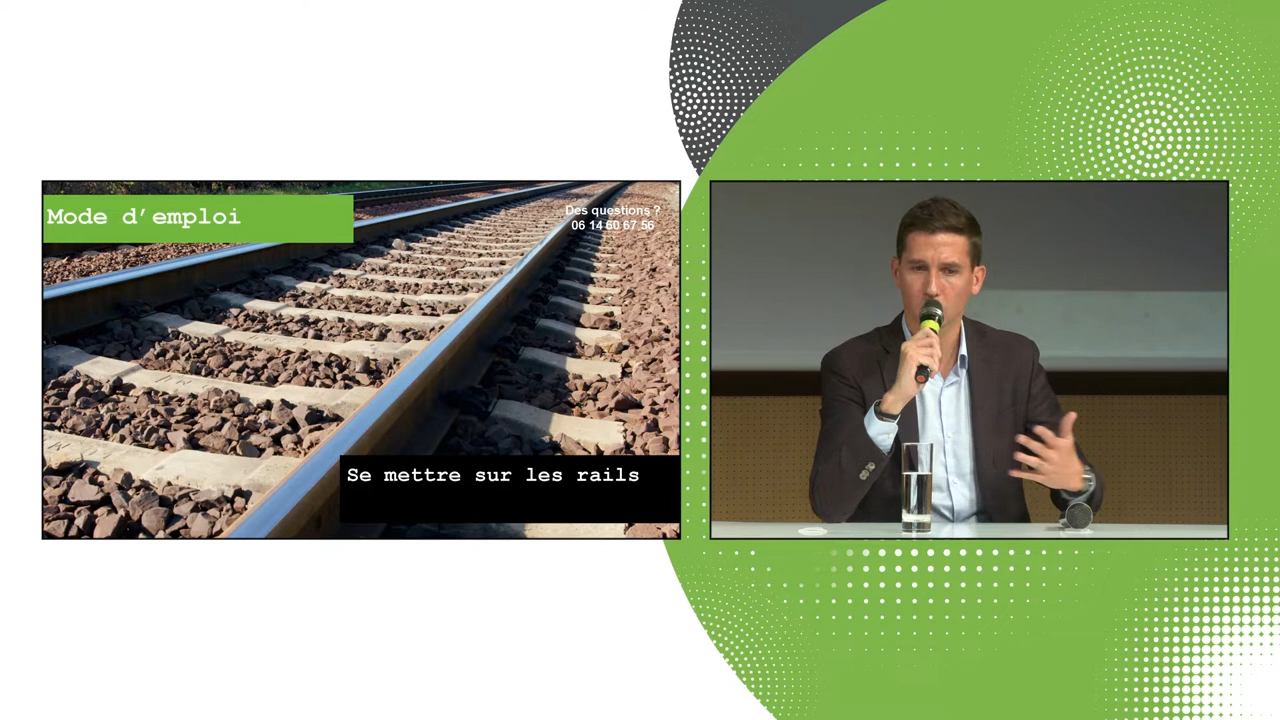 Mode d’emploi
Des questions ?
06 14 60 67 56
Se mettre sur les rails